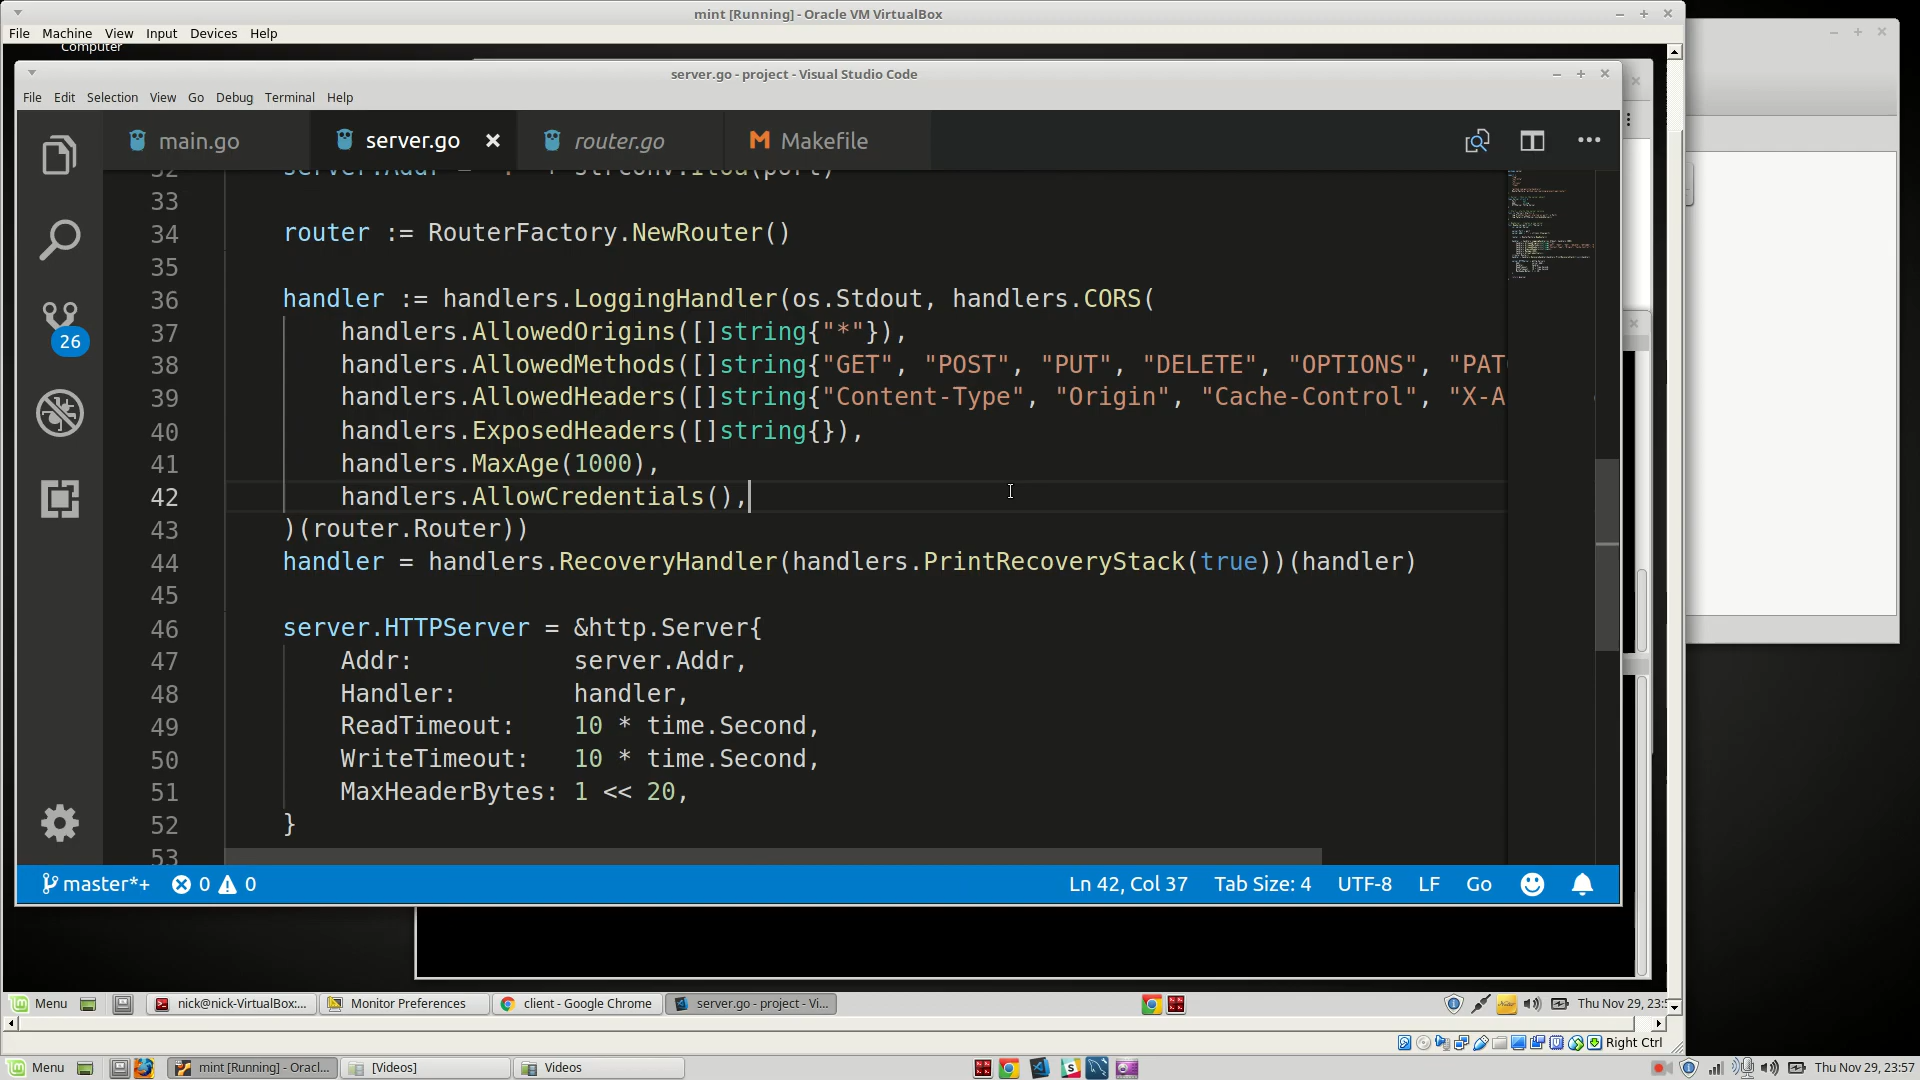 mint [Running] - Oracle VM VirtualBox
File Machine View Input Devices Help
Computer
server.go - project - Visual Studio Code
File Edit Selection View Go Debug Terminal Help
main.go server.go router.go Makefile
32 server.Addr = ":" + strconv.Itoa(port)
33
34 router := RouterFactory.NewRouter()
35
36 handler := handlers.LoggingHandler(os.Stdout, handlers.CORS(
37 handlers.AllowedOrigins([]string{"*"}),
38 handlers.AllowedMethods([]string{"GET", "POST", "PUT", "DELETE", "OPTIONS", "PAT
39 handlers.AllowedHeaders([]string{"Content-Type", "Origin", "Cache-Control", "X-A
40 handlers.ExposedHeaders([]string{}),
41 handlers.MaxAge(1000),
42 handlers.AllowCredentials(),
43 )(router.Router))
44 handler = handlers.RecoveryHandler(handlers.PrintRecoveryStack(true))(handler)
45
46 server.HTTPServer = &http.Server{
47 Addr: server.Addr,
48 Handler: handler,
49 ReadTimeout: 10 * time.Second,
50 WriteTimeout: 10 * time.Second,
51 MaxHeaderBytes: 1 << 20,
52 }
53
26
master*+ 0 0 Ln 42, Col 37 Tab Size: 4 UTF-8 LF Go
Menu nick@nick-VirtualBox:... Monitor Preferences client - Google Chrome server.go - project - Vi... Thu Nov 29, 23:5
Right Ctrl
Menu mint [Running] - Oracl... [Videos] Videos Thu Nov 29, 23:57